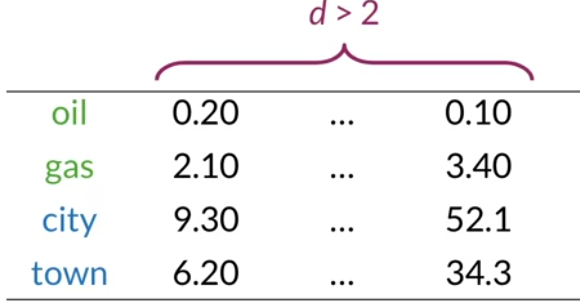 d > 2
oil 0.20 ... 0.10
gas 2.10 ... 3.40
city 9.30 ... 52.1
town 6.20 ... 34.3